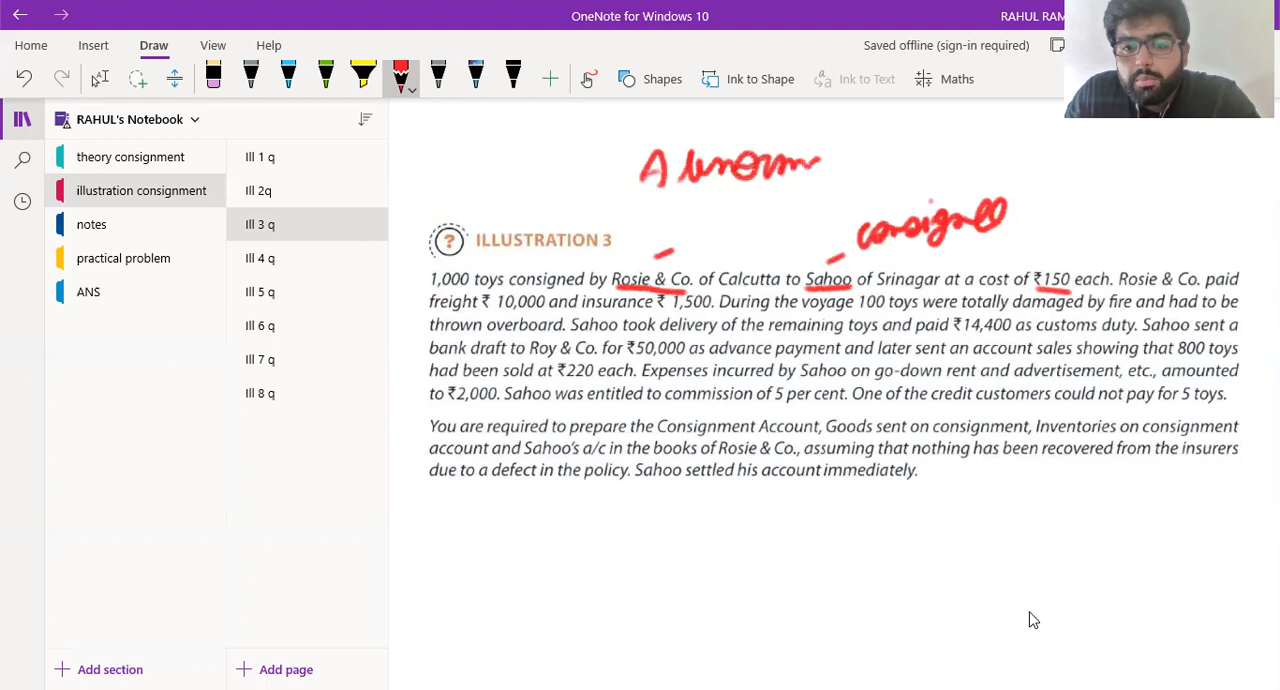 OneNote for Windows 10
RAHUL RAM
Home Insert Draw View Help
Saved offline (sign-in required)
Shapes Ink to Shape Ink to Text Maths
RAHUL's Notebook
theory consignment
illustration consignment
notes
practical problem
ANS
Ill 1 q
Ill 2q
Ill 3 q
Ill 4 q
Ill 5 q
Ill 6 q
Ill 7 q
Ill 8 q
Add section
Add page
ILLUSTRATION 3
1,000 toys consigned by Rosie & Co. of Calcutta to Sahoo of Srinagar at a cost of ₹150 each. Rosie & Co. paid
freight ₹ 10,000 and insurance ₹ 1,500. During the voyage 100 toys were totally damaged by fire and had to be
thrown overboard. Sahoo took delivery of the remaining toys and paid ₹14,400 as customs duty. Sahoo sent a
bank draft to Roy & Co. for ₹50,000 as advance payment and later sent an account sales showing that 800 toys
had been sold at ₹220 each. Expenses incurred by Sahoo on go-down rent and advertisement, etc., amounted
to ₹2,000. Sahoo was entitled to commission of 5 per cent. One of the credit customers could not pay for 5 toys.
You are required to prepare the Consignment Account, Goods sent on consignment, Inventories on consignment
account and Sahoo's a/c in the books of Rosie & Co., assuming that nothing has been recovered from the insurers
due to a defect in the policy. Sahoo settled his account immediately.